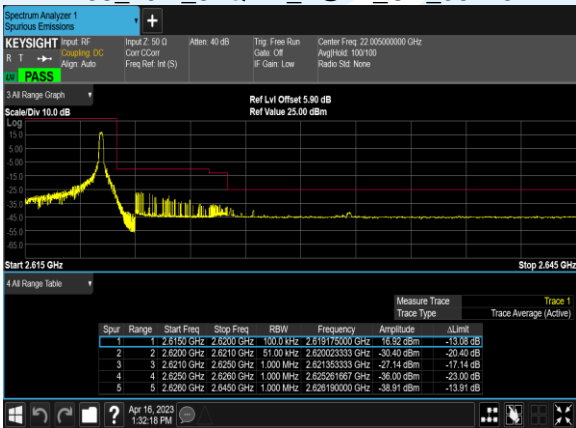 Spectrum Analyzer 1
Spurious Emissions
KEYSIGHT Input: RF Input Z: 50 Ω Atten: 40 dB Trig: Free Run Center Freq: 22.005000000 GHz
R T Coupling: DC Corr CCorr Gate: Off Avg|Hold: 100/100
Align: Auto Freq Ref: Int (S) IF Gain: Low Radio Std: None
PASS
3 All Range Graph
Ref Lvl Offset 5.90 dB
Scale/Div 10.0 dB Ref Value 25.00 dBm
Log
15.0
5.00
-5.00
-15.0
-25.0
-35.0
-45.0
-55.0
-65.0
Start 2.615 GHz Stop 2.645 GHz
4 All Range Table
Measure Trace Trace 1
Trace Type Trace Average (Active)
Spur Range Start Freq Stop Freq RBW Frequency Amplitude ΔLimit
1 1 2.6150 GHz 2.6200 GHz 100.0 kHz 2.619175000 GHz 16.92 dBm -13.08 dB
2 2 2.6200 GHz 2.6210 GHz 51.00 kHz 2.620023333 GHz -30.40 dBm -20.40 dB
3 3 2.6210 GHz 2.6250 GHz 1.000 MHz 2.621353333 GHz -27.14 dBm -17.14 dB
4 4 2.6250 GHz 2.6260 GHz 1.000 MHz 2.625261667 GHz -36.00 dBm -23.00 dB
5 5 2.6260 GHz 2.6450 GHz 1.000 MHz 2.626190000 GHz -38.91 dBm -13.91 dB
Apr 16, 2023
1:32:18 PM